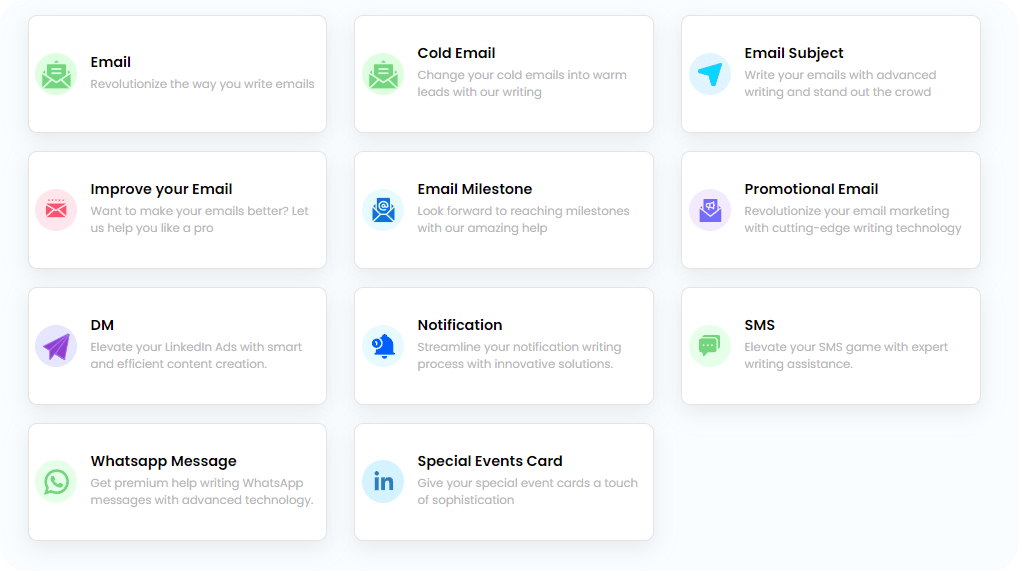 Email
Revolutionize the way you write emails
Cold Email
Change your cold emails into warm
leads with our writing
Email Subject
Write your emails with advanced
writing and stand out the crowd
Improve your Email
Want to make your emails better? Let
us help you like a pro
Email Milestone
Look forward to reaching milestones
with our amazing help
Promotional Email
Revolutionize your email marketing
with cutting-edge writing technology
DM
Elevate your LinkedIn Ads with smart
and efficient content creation.
Notification
Streamline your notification writing
process with innovative solutions.
SMS
Elevate your SMS game with expert
writing assistance.
Whatsapp Message
Get premium help writing WhatsApp
messages with advanced technology.
in
Special Events Card
Give your special event cards a touch
of sophistication